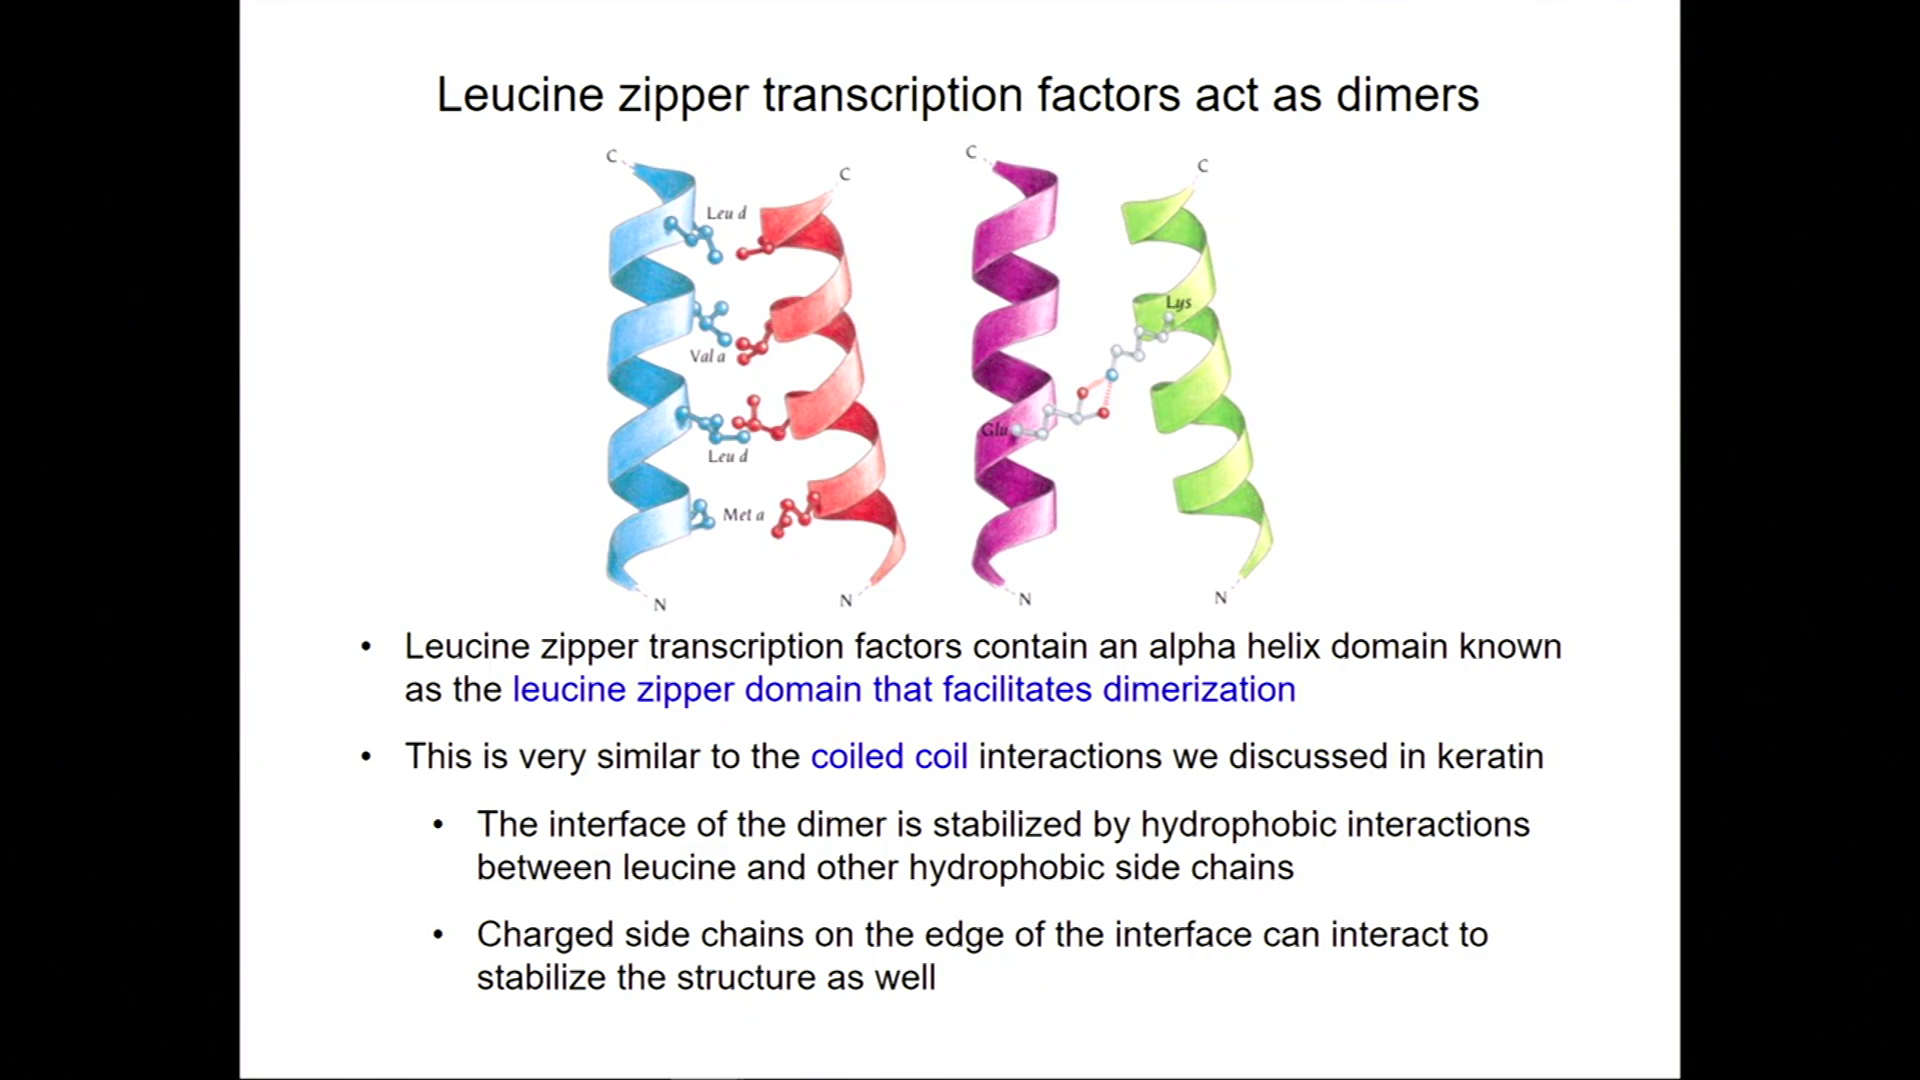 Leucine zipper transcription factors act as dimers
C
C
C
C
Leu d
Lys
Val a
Glu
Leu d
Met a
N
N
N
N
• Leucine zipper transcription factors contain an alpha helix domain known
as the leucine zipper domain that facilitates dimerization
• This is very similar to the coiled coil interactions we discussed in keratin
• The interface of the dimer is stabilized by hydrophobic interactions
between leucine and other hydrophobic side chains
• Charged side chains on the edge of the interface can interact to
stabilize the structure as well